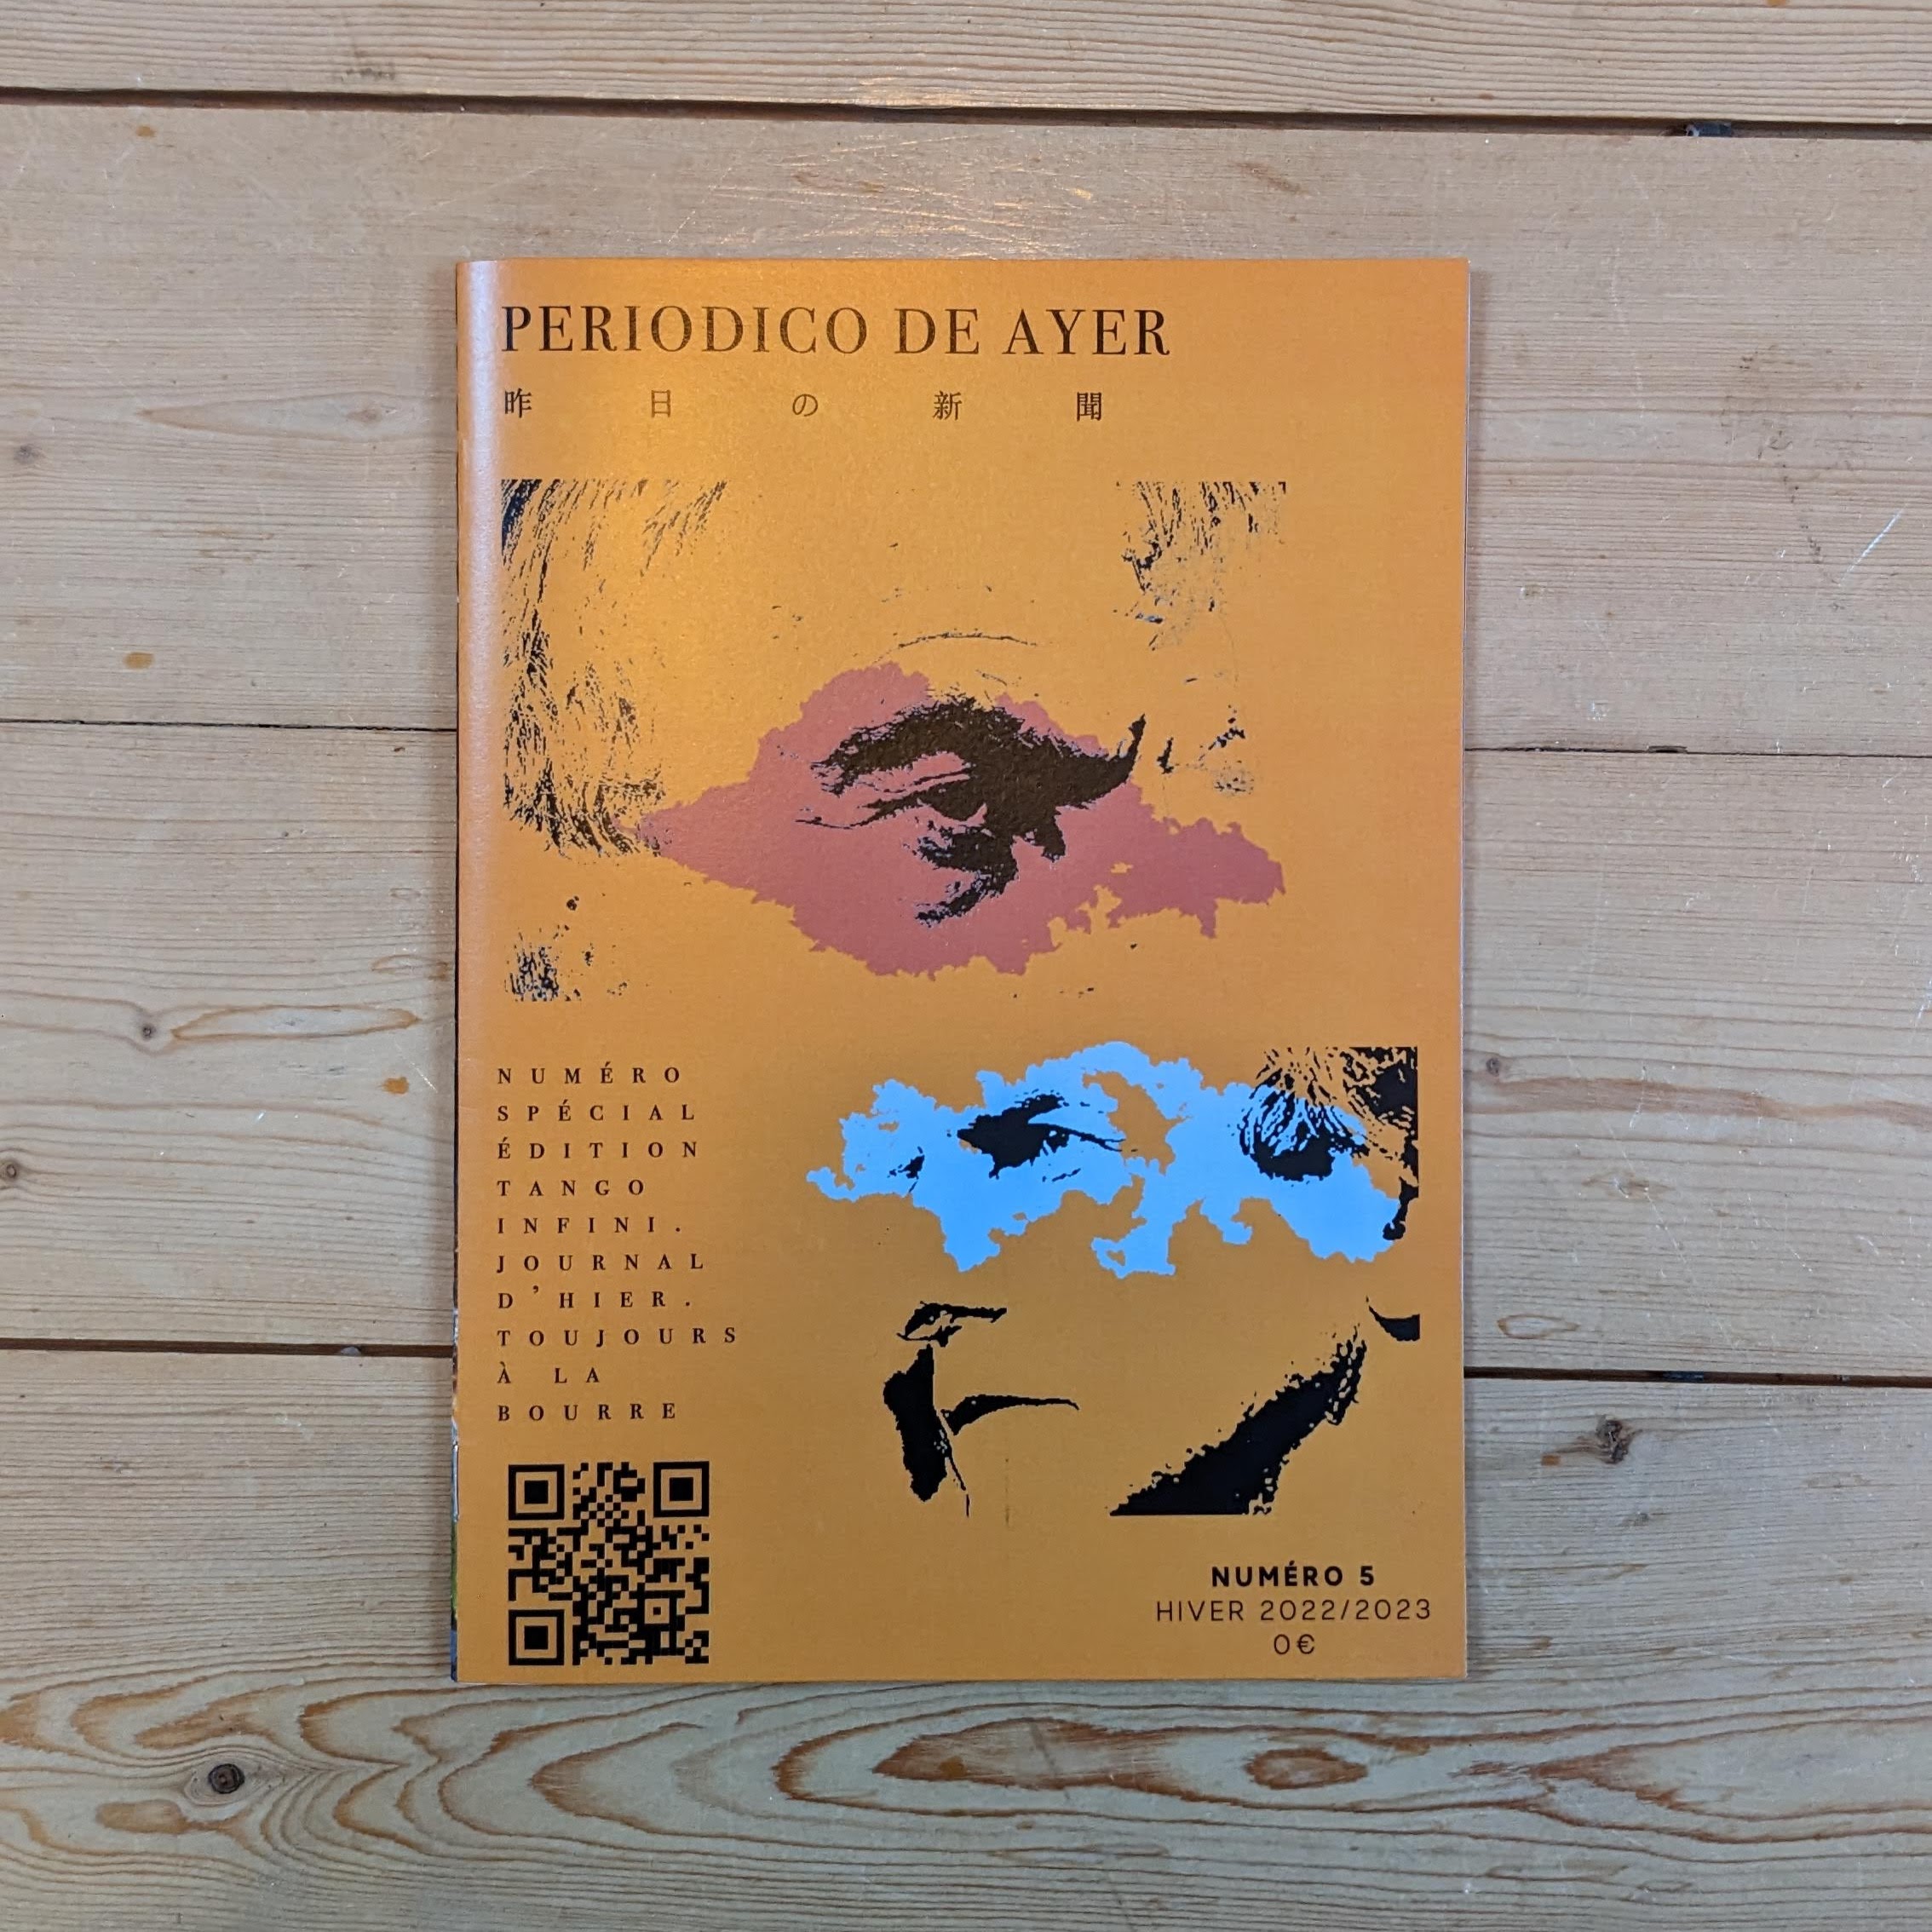 PERIODICO DE AYER
昨日の新聞
NUMÉRO
SPÉCIAL
ÉDITION
TANGO
INFINI.
JOURNAL
D'HIER.
TOUJOURS
À LA
BOURRE
NUMÉRO 5
HIVER 2022/2023
0€